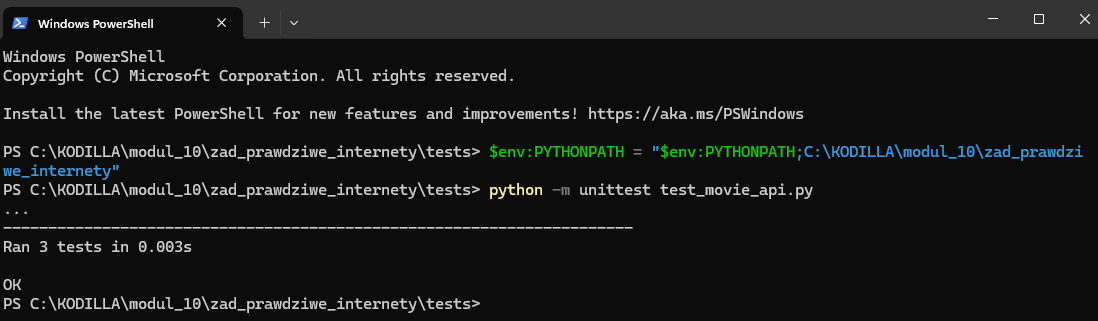 Windows PowerShell
Windows PowerShell
Copyright (C) Microsoft Corporation. All rights reserved.
Install the latest PowerShell for new features and improvements! https://aka.ms/PSWindows
PS C:\KODILLA\modul_10\zad_prawdziwe_internety\tests> $env:PYTHONPATH = "$env:PYTHONPATH;C:\KODILLA\modul_10\zad_prawdzi
we_internety"
PS C:\KODILLA\modul_10\zad_prawdziwe_internety\tests> python -m unittest test_movie_api.py
...
----------------------------------------------------------------------
Ran 3 tests in 0.003s
OK
PS C:\KODILLA\modul_10\zad_prawdziwe_internety\tests>